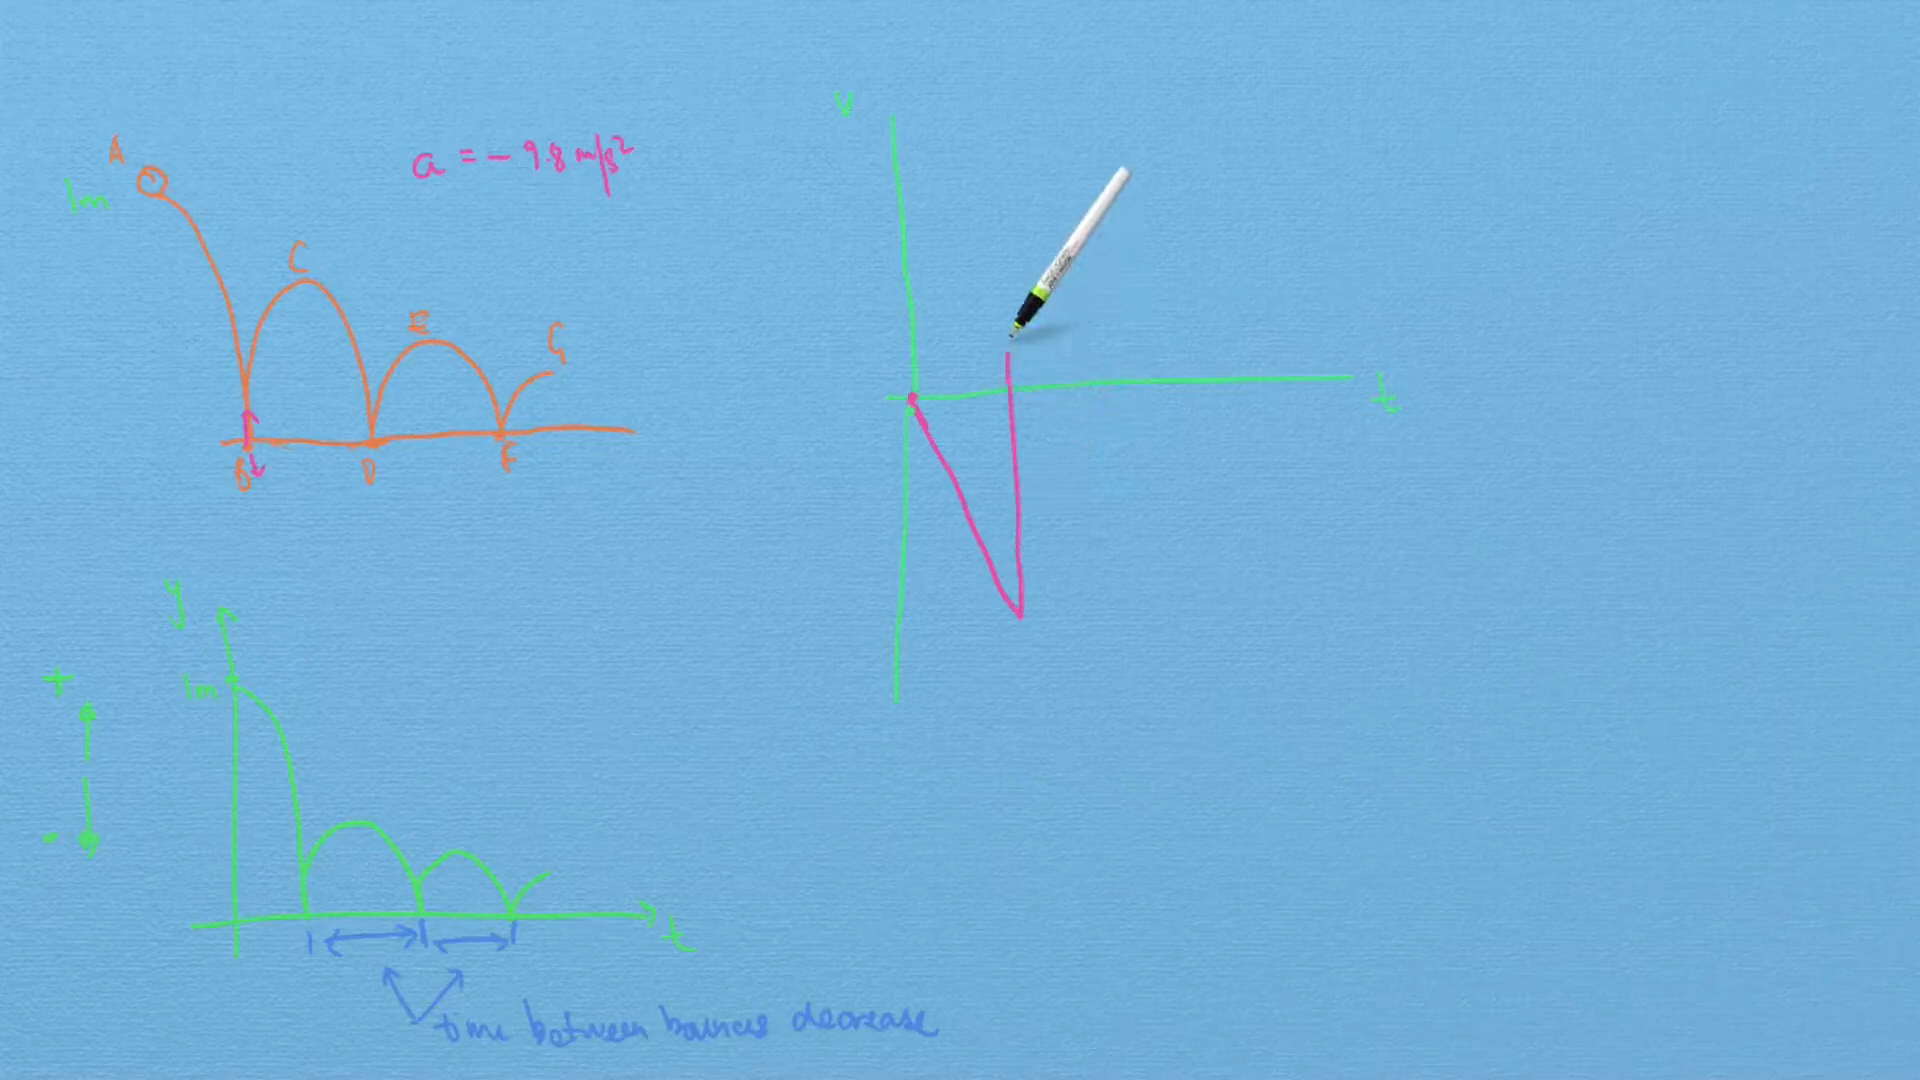 A
1m
a = - 9.8 m/s²
C
E
G
B
D
F
y
1m
+
-
t
time between bounces decrease
V
t